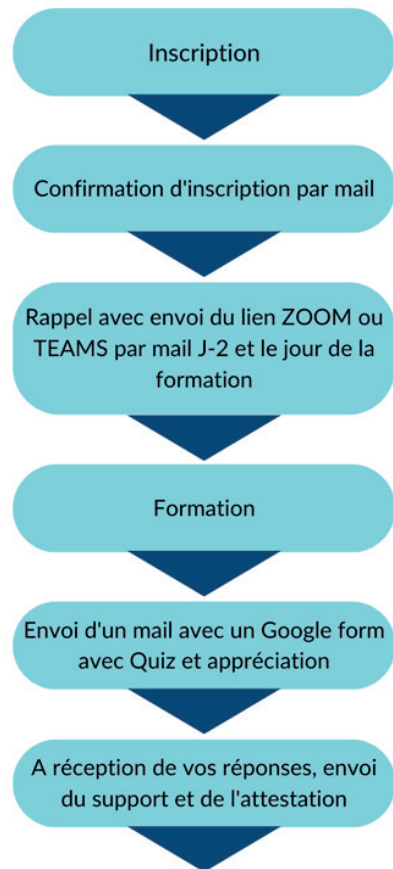 Inscription
Confirmation d'inscription par mail
Rappel avec envoi du lien ZOOM ou
TEAMS par mail J-2 et le jour de la
formation
Formation
Envoi d'un mail avec un Google form
avec Quiz et appréciation
A réception de vos réponses, envoi
du support et de l'attestation